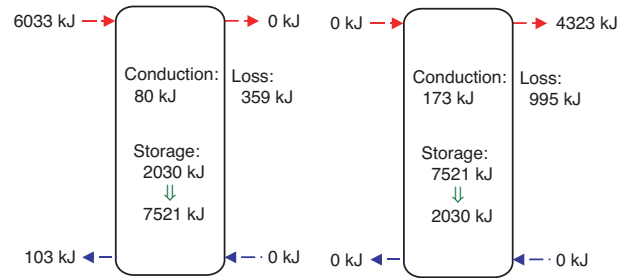 6033 kJ
0 kJ
Conduction:
80 kJ
Loss:
359 kJ
Storage:
2030 kJ
⇓
7521 kJ
103 kJ
0 kJ
0 kJ
4323 kJ
Conduction:
173 kJ
Loss:
995 kJ
Storage:
7521 kJ
⇓
2030 kJ
0 kJ
0 kJ